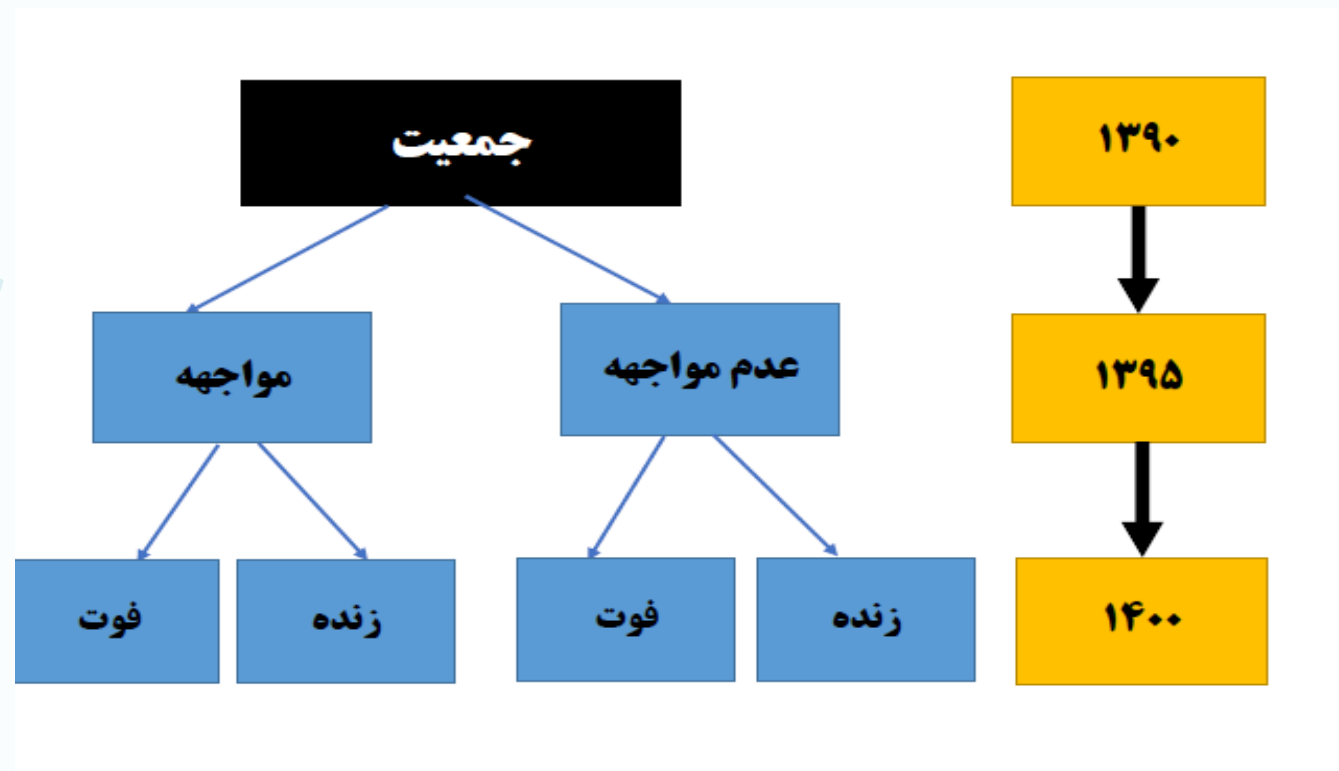 جمعیت
۱۳۹۰
عدم مواجهه
مواجهه
۱۳۹۵
زنده
فوت
زنده
فوت
۱۴۰۰